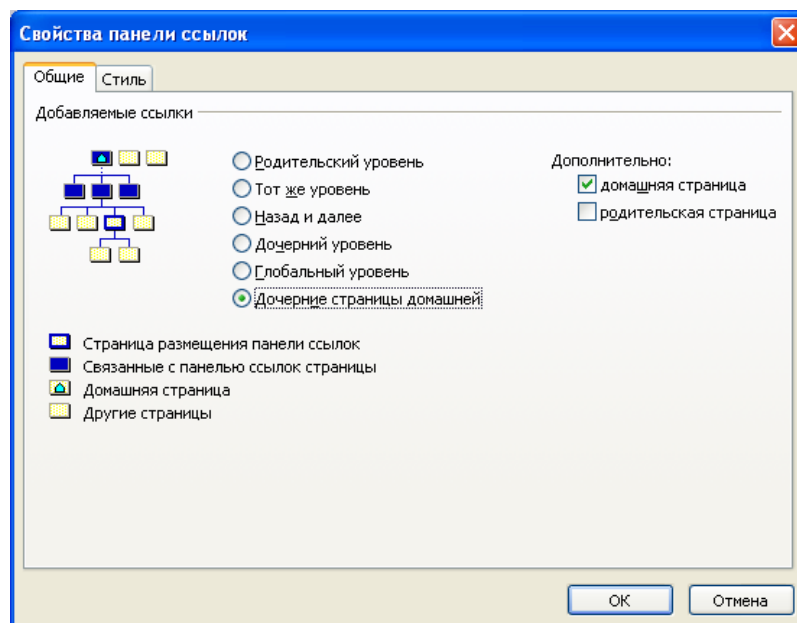 Свойства панели ссылок
Общие
Стиль
Добавляемые ссылки
Родительский уровень
Тот же уровень
Назад и далее
Дочерний уровень
Глобальный уровень
Дочерние страницы домашней
Дополнительно:
домашняя страница
родительская страница
Страница размещения панели ссылок
Связанные с панелью ссылок страницы
Домашняя страница
Другие страницы
ОК
Отмена